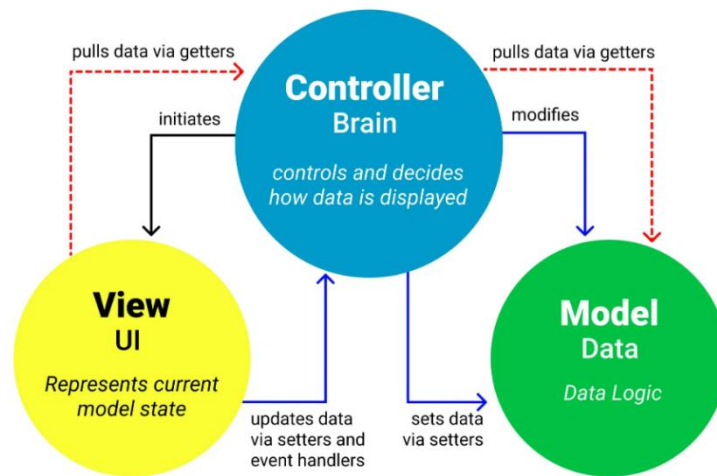 pulls data via getters
pulls data via getters
Controller
Brain
initiates
modifies
controls and decides
how data is displayed
View
UI
Represents current
model state
Model
Data
Data Logic
updates data
via setters and
event handlers
sets data
via setters